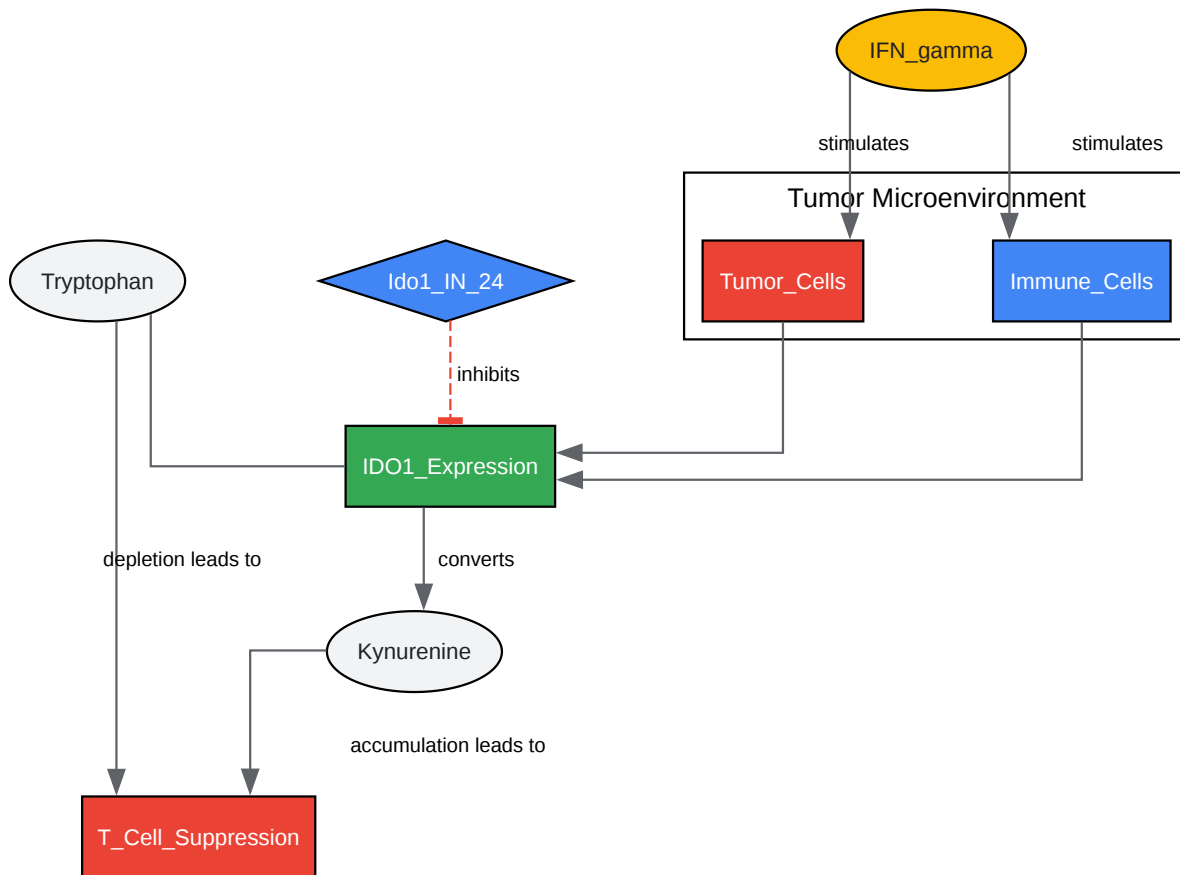 IFN_gamma
stimulates
stimulates
Tumor Microenvironment
Tryptophan
Ido1_IN_24
Tumor_Cells
Immune_Cells
inhibits
IDO1_Expression
depletion leads to
converts
Kynurenine
accumulation leads to
T_Cell_Suppression